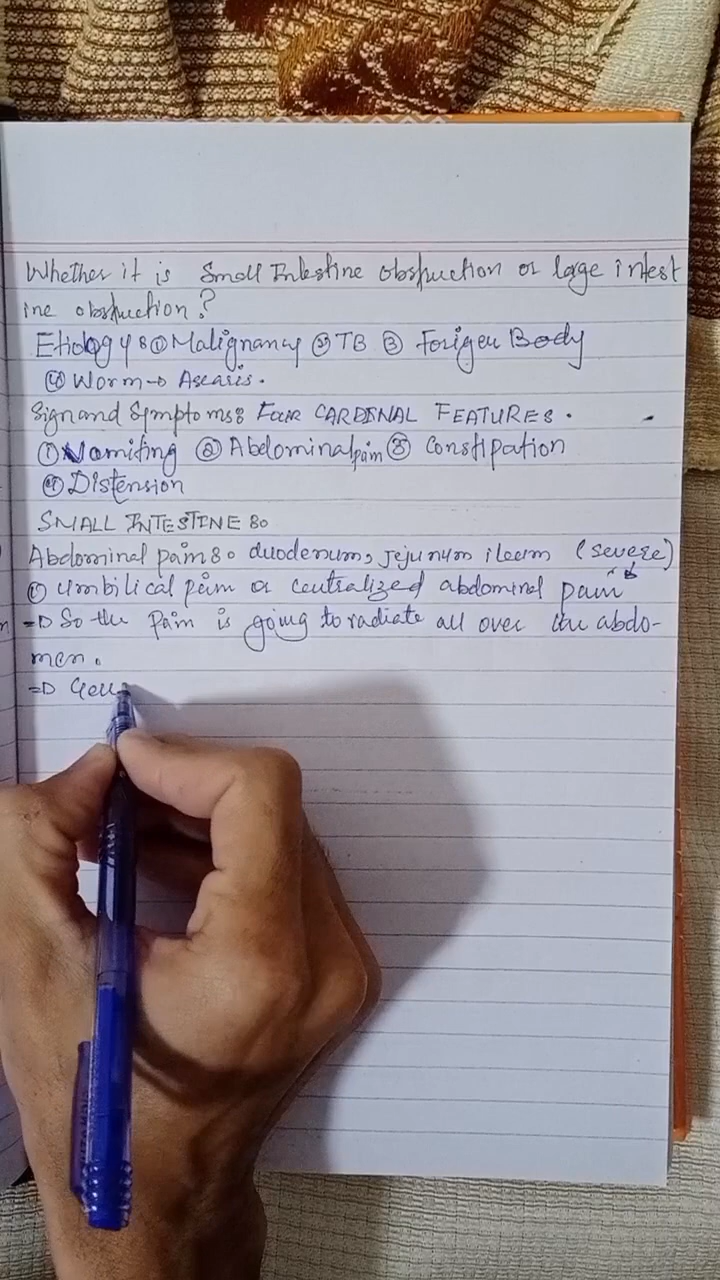 Whether it is Small Intestine obstruction or large intest
ine obstruction?
Etiology: ① Malignancy ② TB ③ Forigen Body
④ Worm → Ascaris.
Sign and Symptoms: FOUR CARDINAL FEATURES.
① Vomiting ② Abdominal pain ③ Constipation
④ Distension
SMALL INTESTINE:
Abdominal pain: duodenum, jejunum ileum (severe)
① Umbilical pain or centralized abdominal pain
⇒ So the Pain is going to radiate all over the abdo-
men.
⇒ Gen